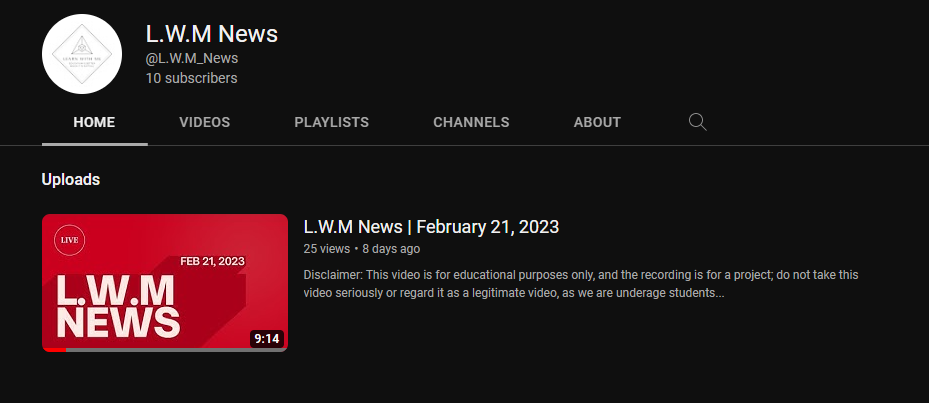 L.W.M News
@L.W.M_News
10 subscribers
LEARN WITH US
HOME VIDEOS PLAYLISTS CHANNELS ABOUT
Uploads
LIVE
FEB 21, 2023
L.W.M
NEWS
9:14
L.W.M News | February 21, 2023
25 views • 8 days ago
Disclaimer: This video is for educational purposes only, and the recording is for a project; do not take this
video seriously or regard it as a legitimate video, as we are underage students...